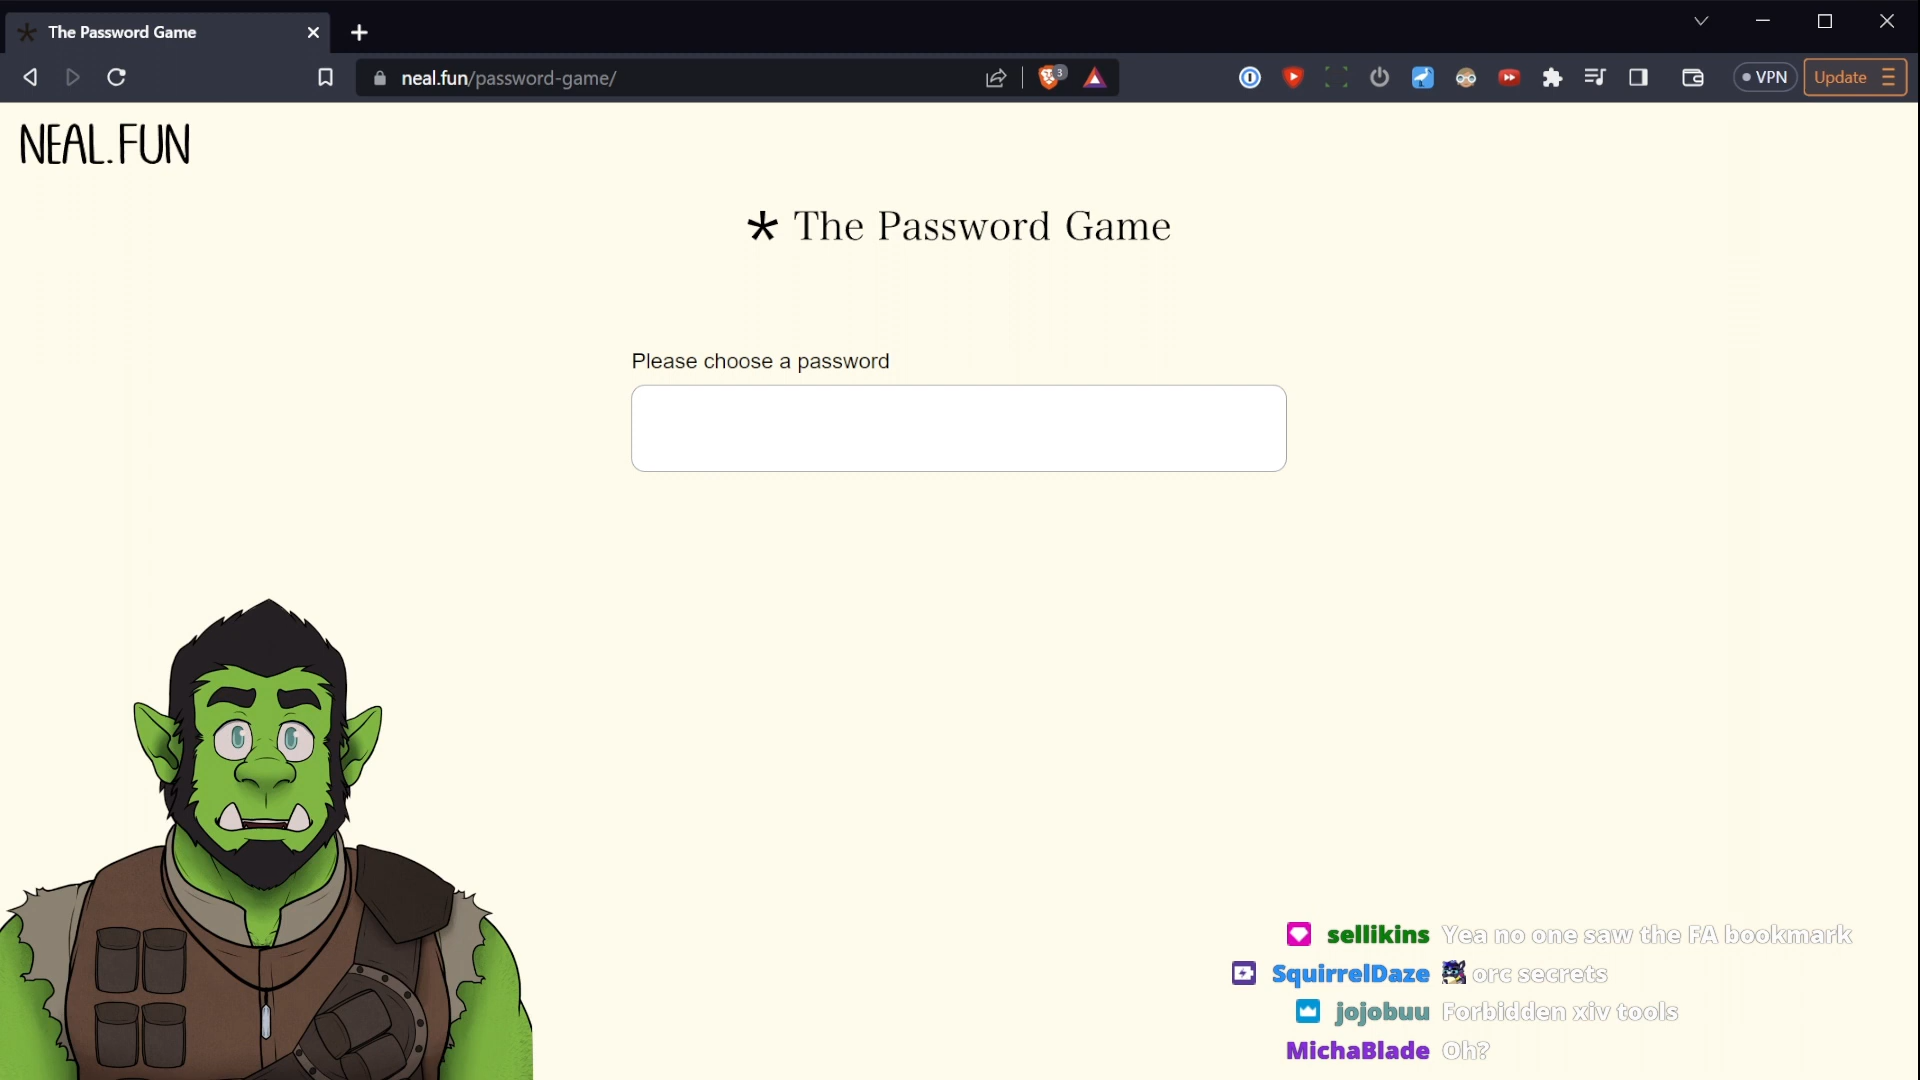 The Password Game
neal.fun/password-game/
3
VPN
Update
NEAL.FUN
* The Password Game
Please choose a password
sellikins Yea no one saw the FA bookmark
SquirrelDaze orc secrets
jojobuu Forbidden xiv tools
MichaBlade Oh?